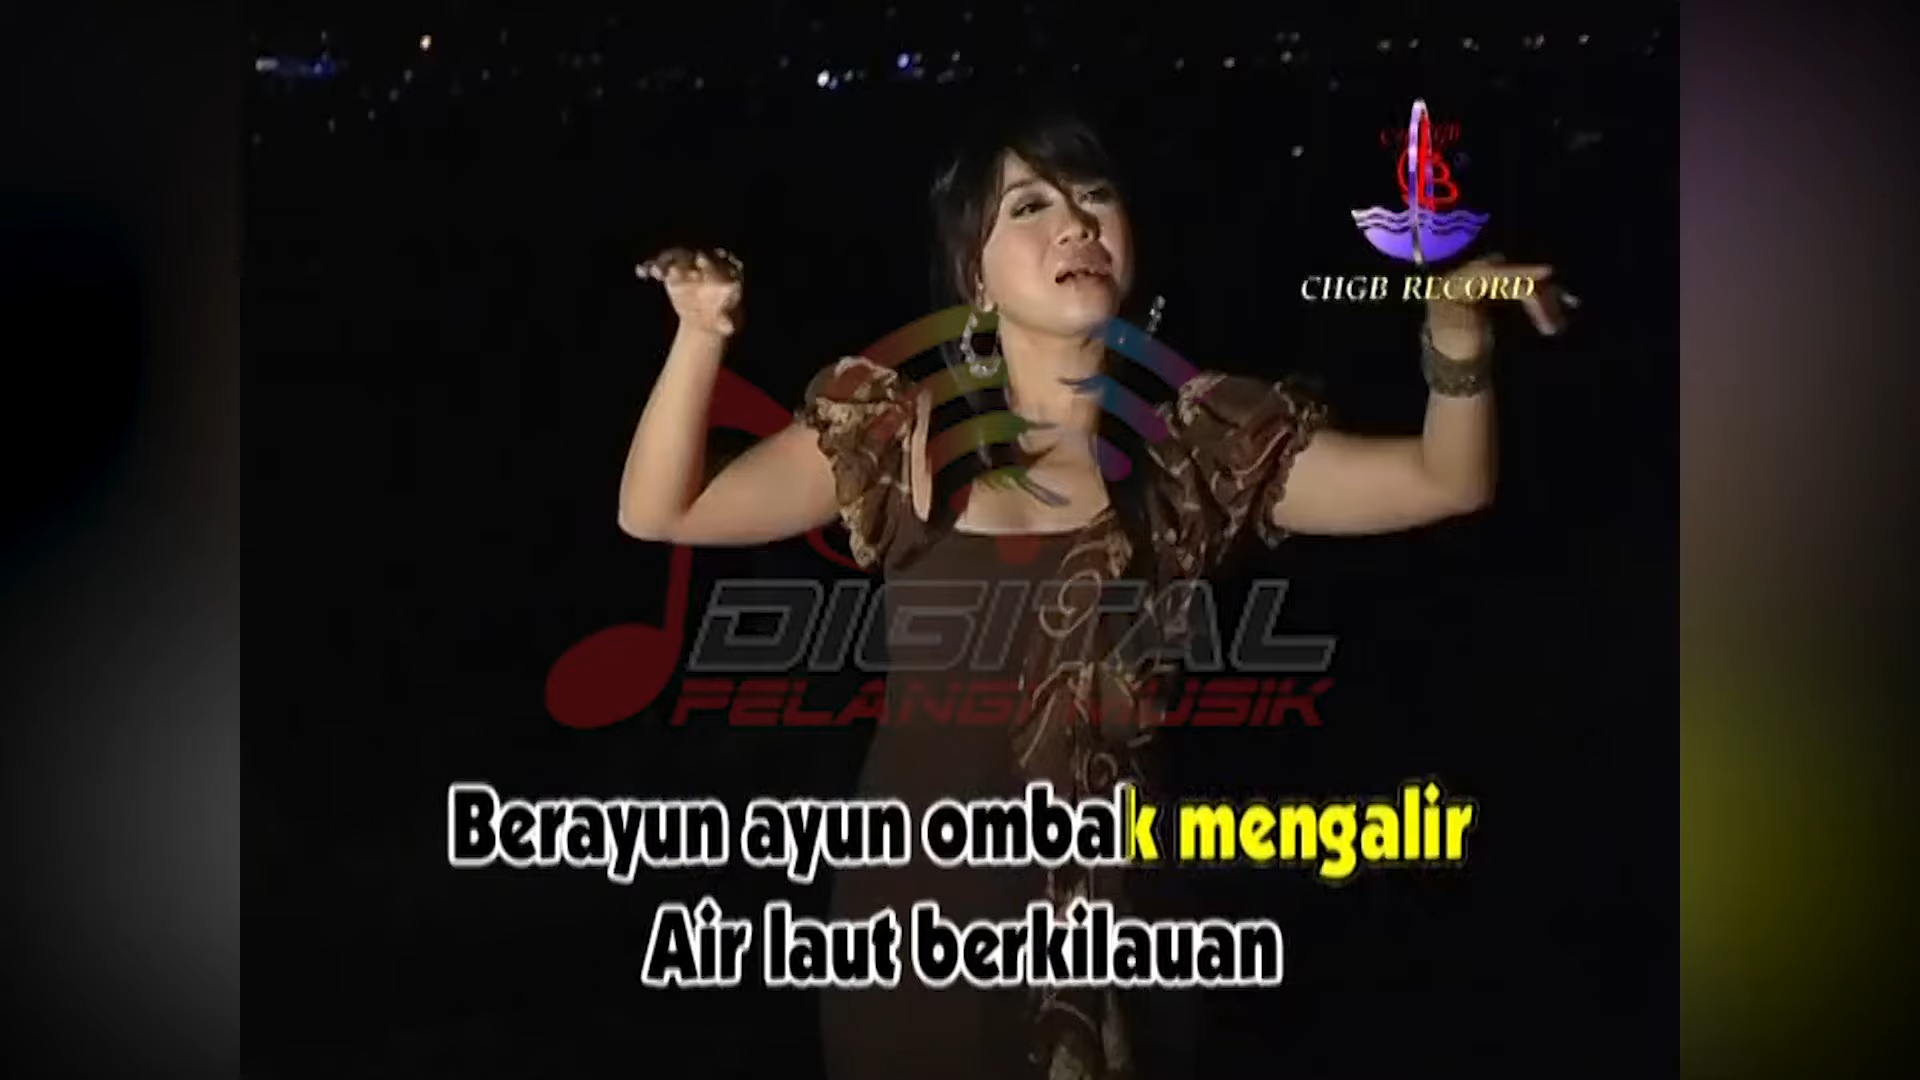 CHGB RECORD
DIGITAL
PELANGI MUSIK
Berayun ayun ombak mengalir
Air laut berkilauan